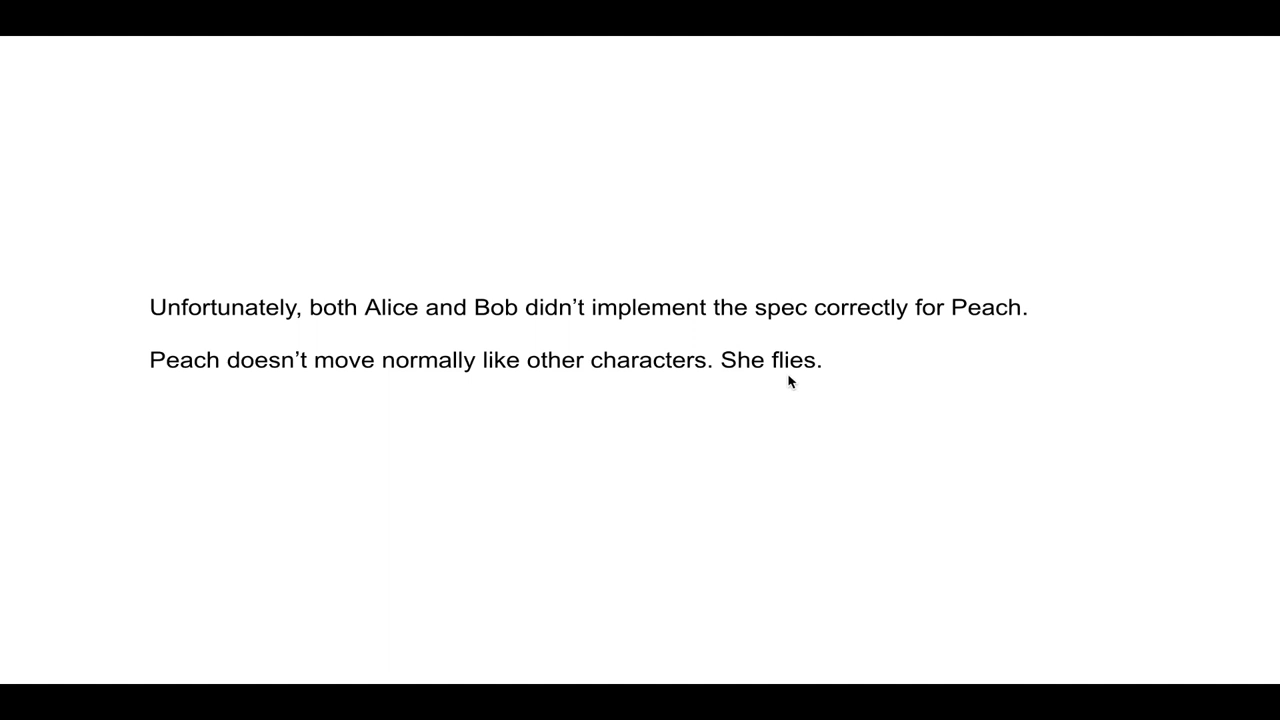 Unfortunately, both Alice and Bob didn’t implement the spec correctly for Peach.
Peach doesn’t move normally like other characters. She flies.